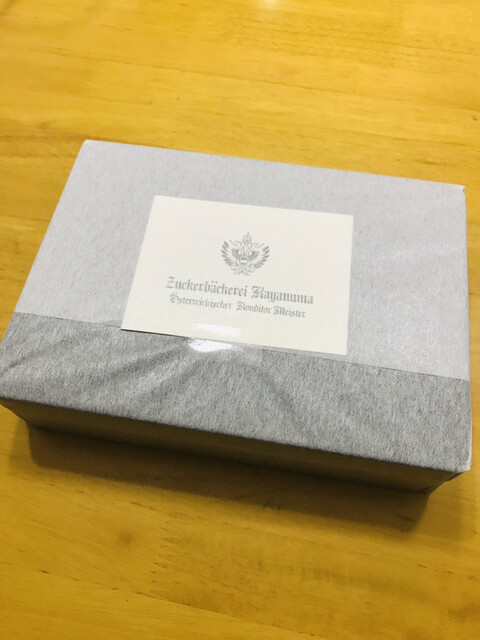 Zuckerbäckerei Kayanuma
Österreichischer Konditor Meister